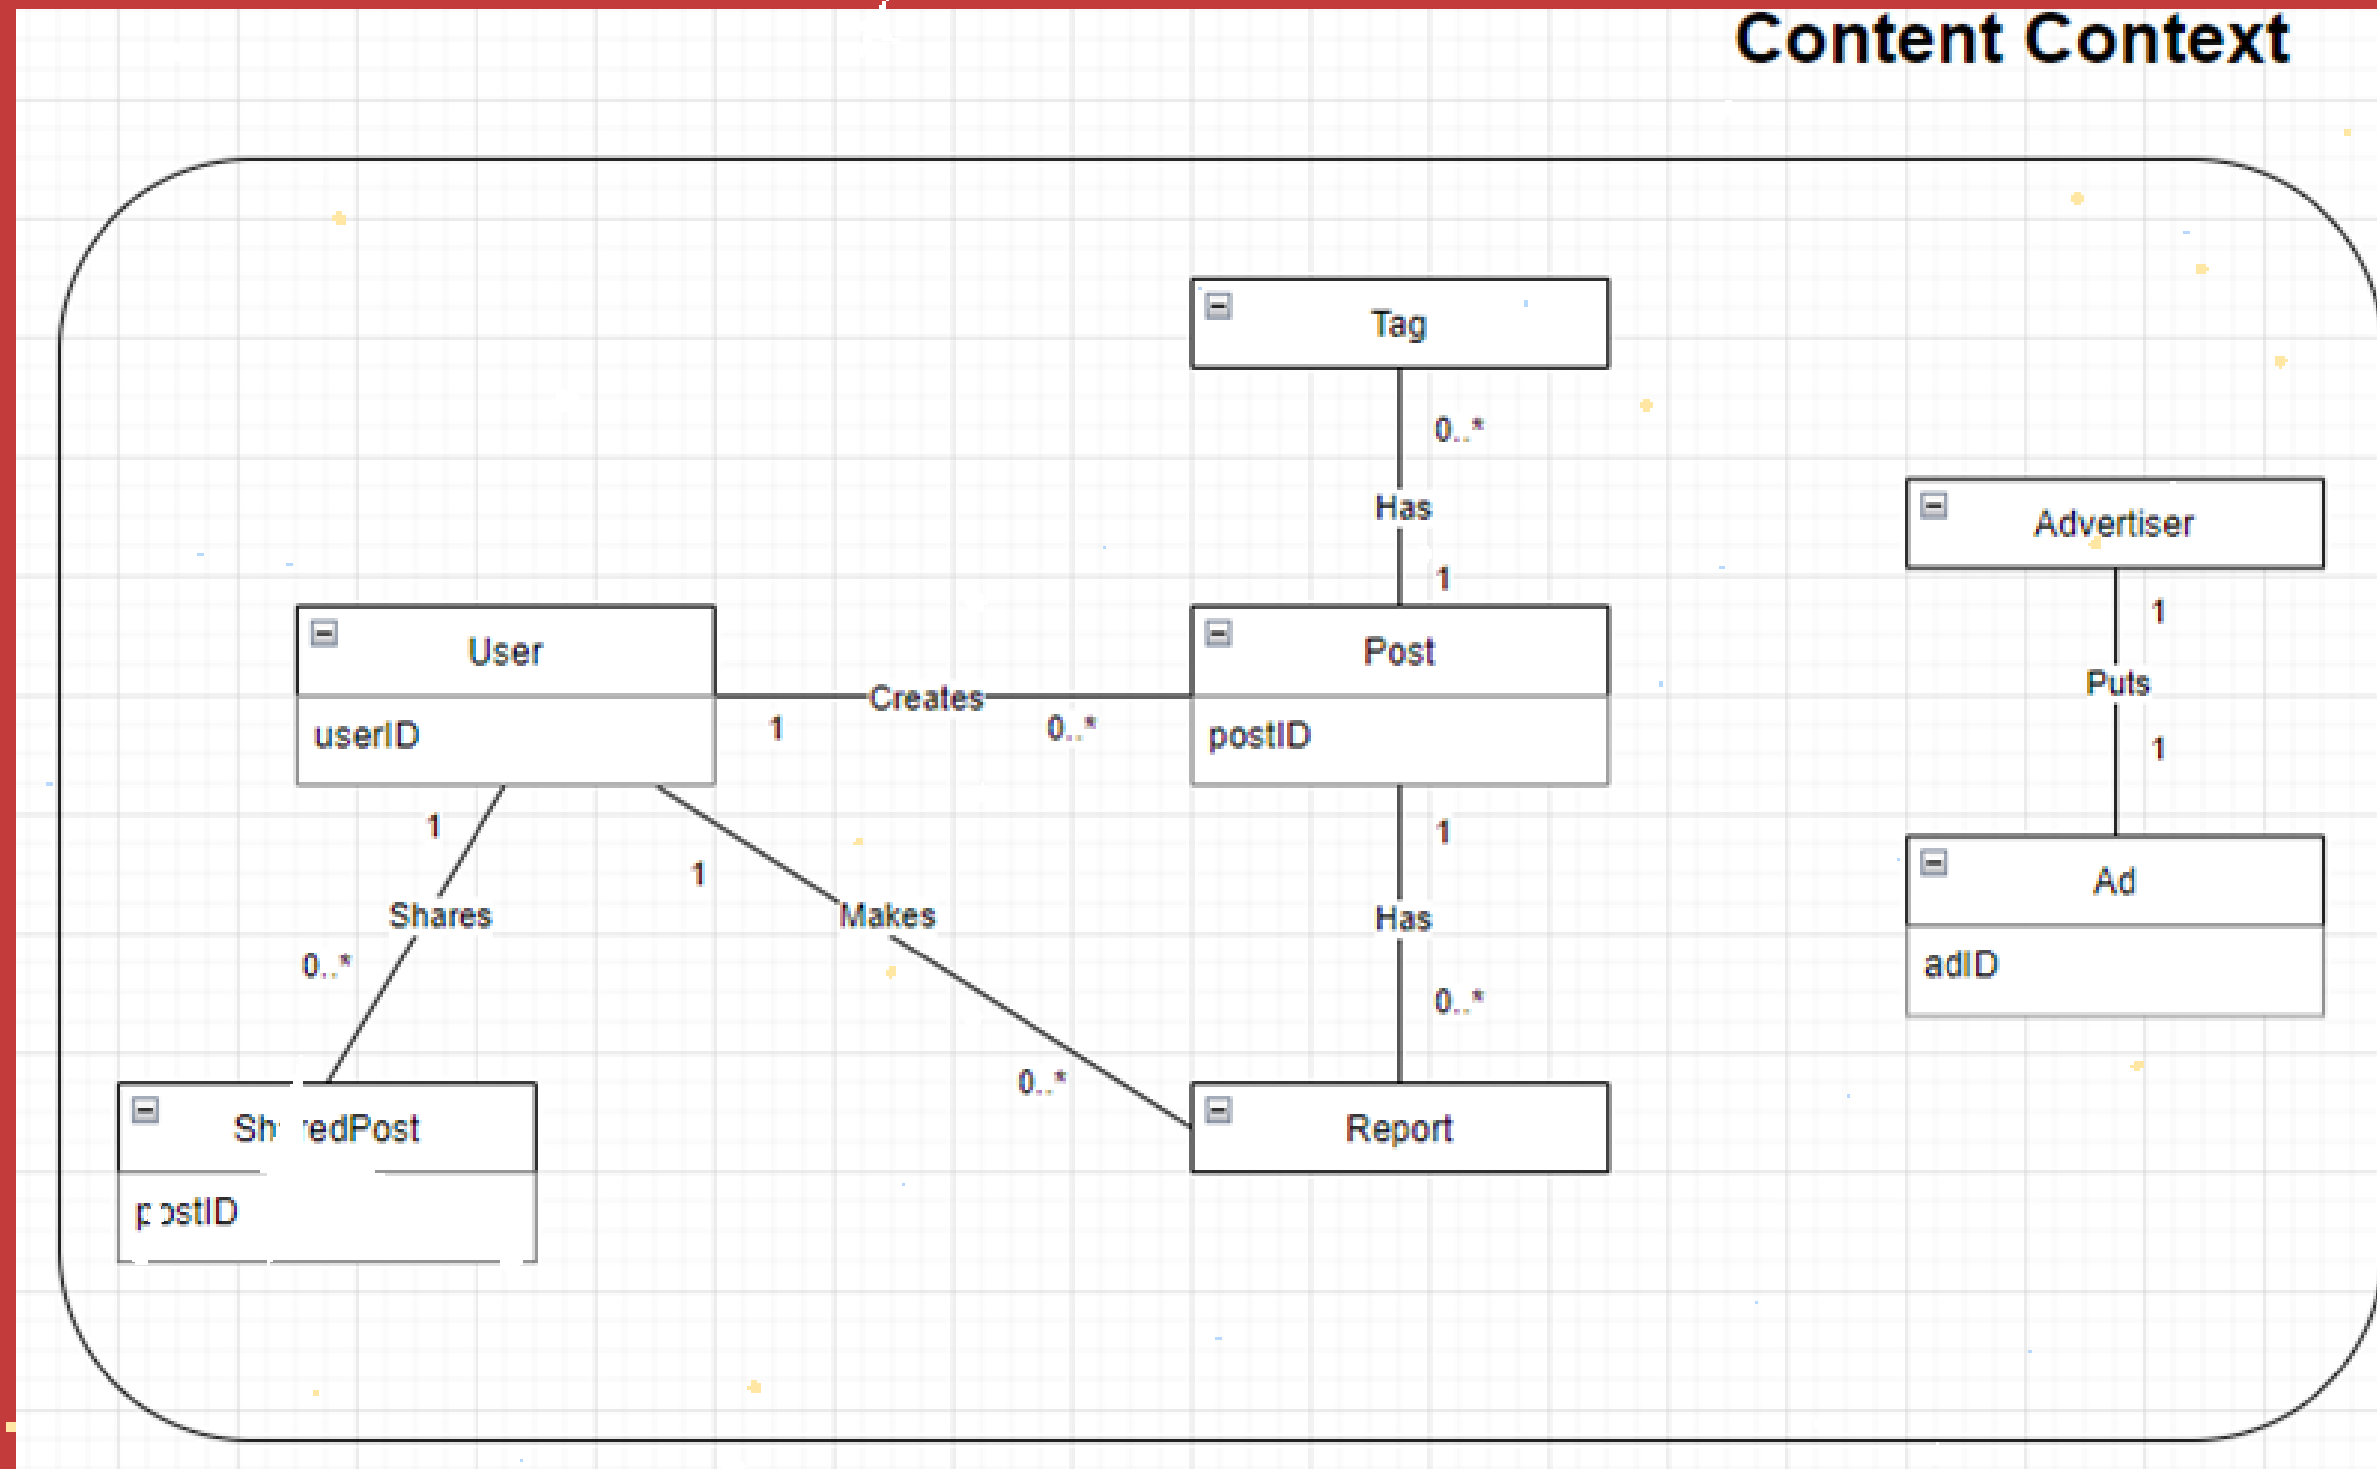 Content Context
Tag
0..*
Has
1
Advertiser
1
Puts
1
Ad
adID
User
userID
1
Creates
0..*
Post
postID
1
Shares
0..*
1
Makes
0..*
1
Has
0..*
SharedPost
postID
Report